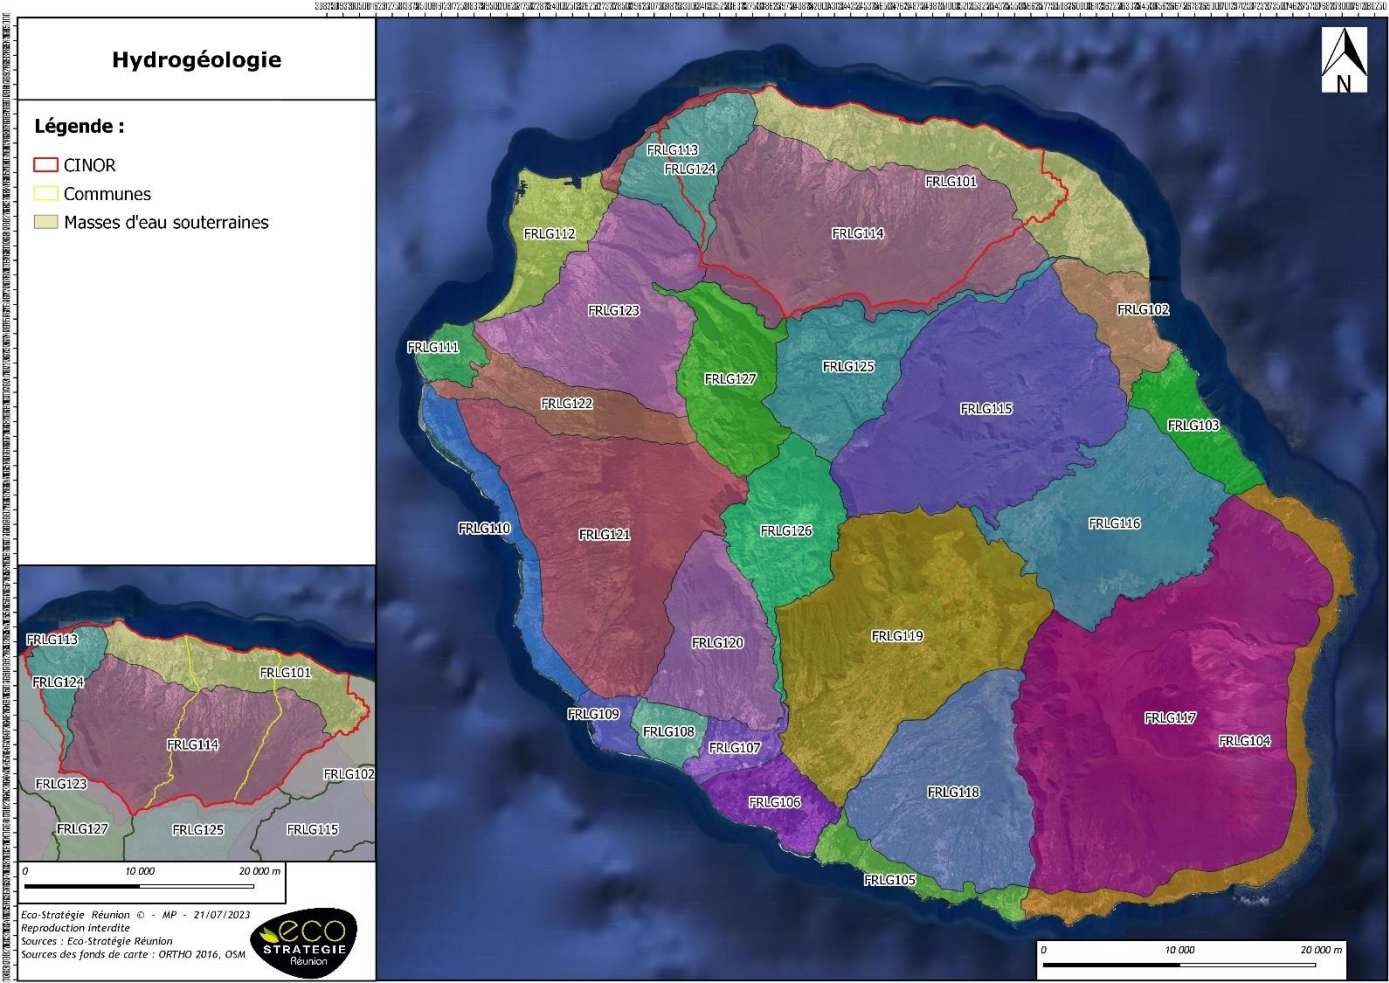 Hydrogéologie
Légende :
CINOR
Communes
Masses d'eau souterraines
N
FRLG113
FRLG124
FRLG101
FRLG112
FRLG114
FRLG123
FRLG102
FRLG111
FRLG127
FRLG125
FRLG122
FRLG115
FRLG103
FRLG110
FRLG121
FRLG126
FRLG116
FRLG120
FRLG119
FRLG109
FRLG108
FRLG107
FRLG117
FRLG104
FRLG106
FRLG118
FRLG105
FRLG113
FRLG101
FRLG124
FRLG114
FRLG123
FRLG102
FRLG127
FRLG125
FRLG115
0 10 000 20 000 m
Eco-Stratégie Réunion © - MP - 21/07/2023
Reproduction interdite
Sources : Eco-Stratégie Réunion
Sources des fonds de carte : ORTHO 2016, OSM
eco
STRATEGIE
Réunion
0 10 000 20 000 m